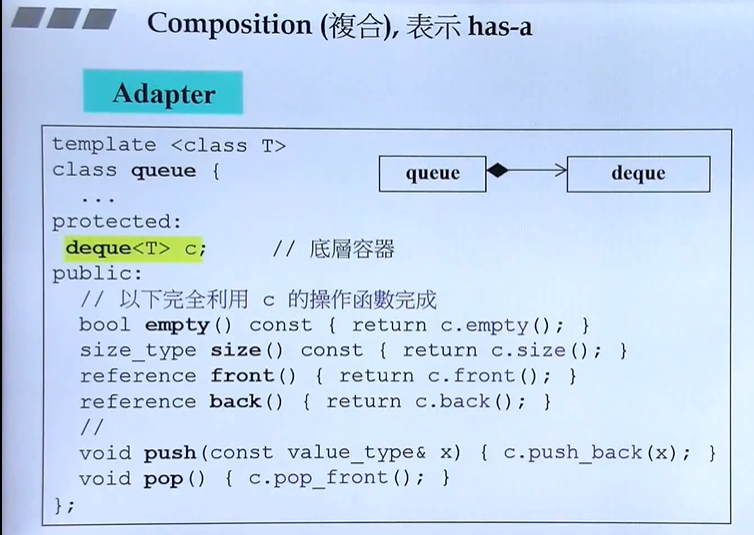 Composition (複合), 表示 has-a
Adapter
template <class T>
class queue {
...
protected:
deque<T> c; // 底層容器
public:
// 以下完全利用 c 的操作函數完成
bool empty() const { return c.empty(); }
size_type size() const { return c.size(); }
reference front() { return c.front(); }
reference back() { return c.back(); }
//
void push(const value_type& x) { c.push_back(x); }
void pop() { c.pop_front(); }
};
queue
deque